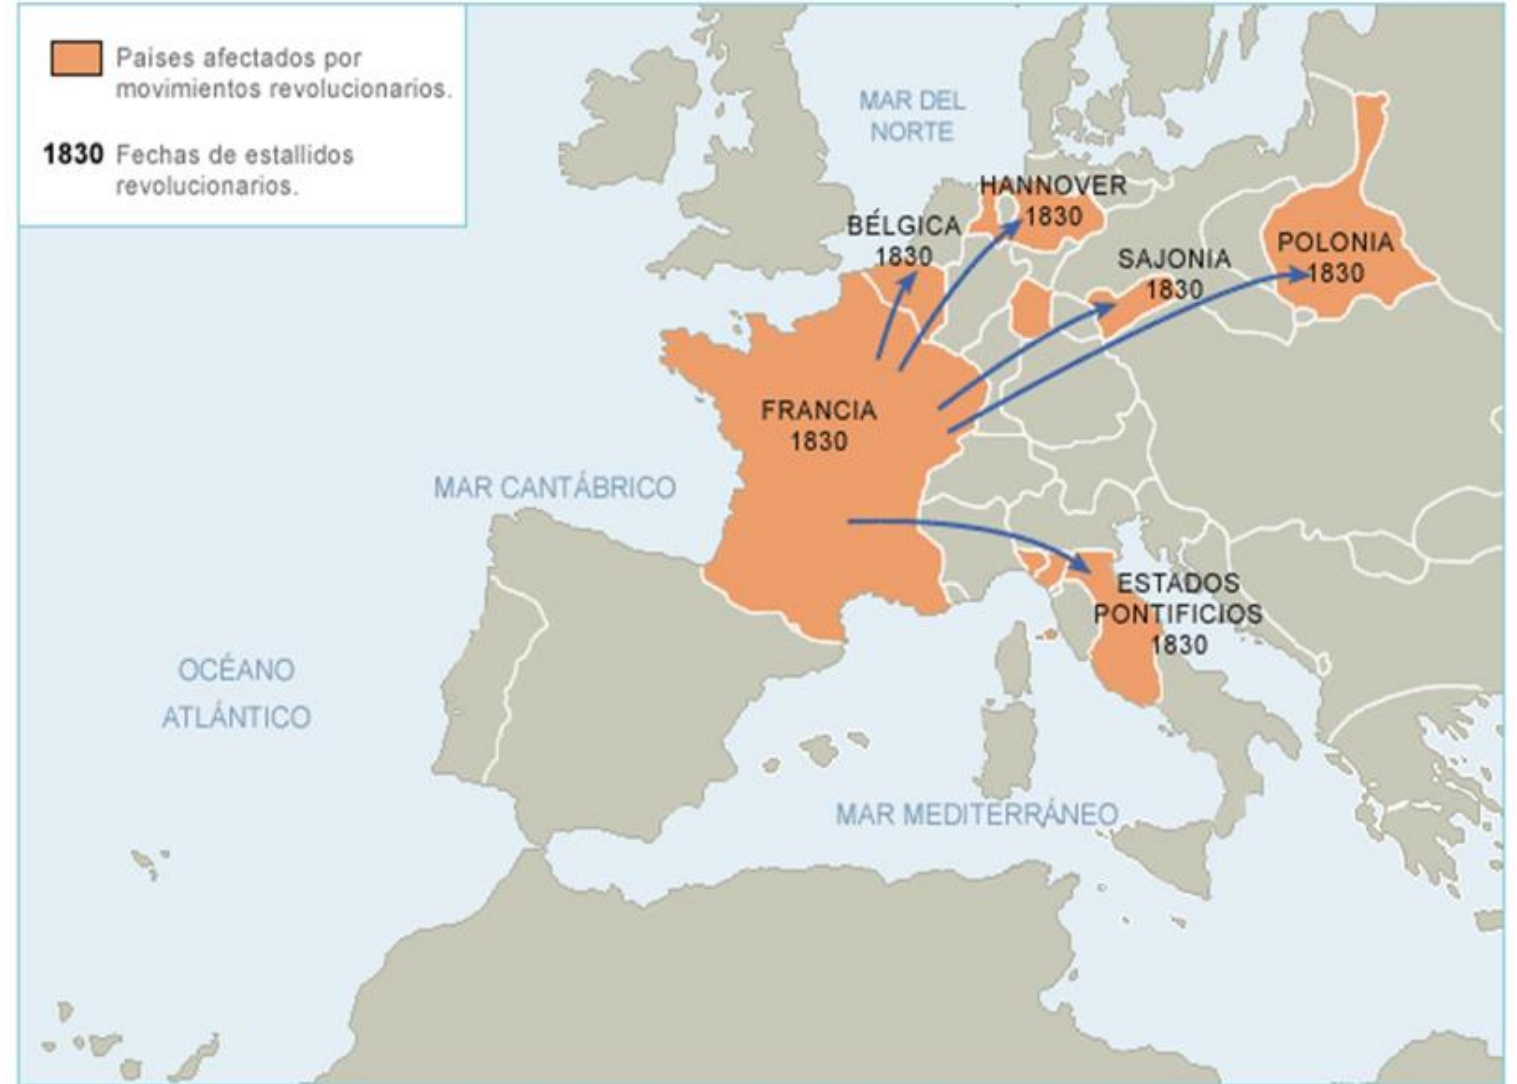 Paises afectados por
movimientos revolucionarios.
1830 Fechas de estallidos
revolucionarios.
MAR DEL
NORTE
HANNOVER
1830
BÉLGICA
1830
SAJONIA
1830
POLONIA
1830
FRANCIA
1830
MAR CANTÁBRICO
ESTADOS
PONTIFICIOS
1830
OCÉANO
ATLÁNTICO
MAR MEDITERRÁNEO